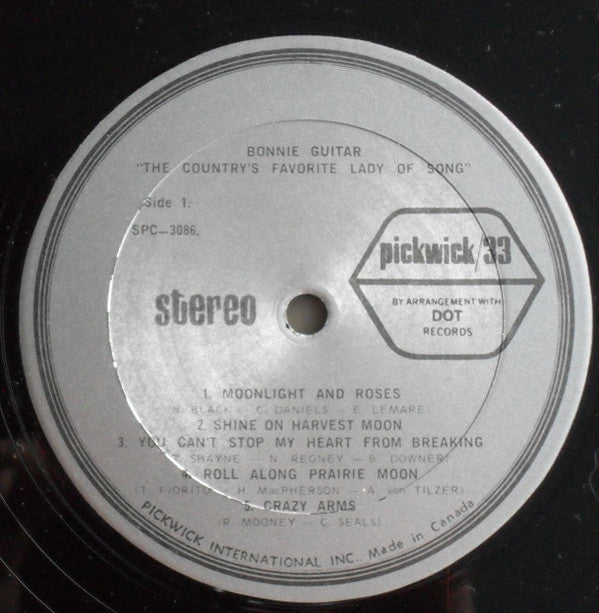 BONNIE GUITAR
"THE COUNTRY'S FAVORITE LADY OF SONG"
Side 1:
SPC—3086.
pickwick/33
BY ARRANGEMENT WITH
DOT
RECORDS
stereo
1. MOONLIGHT AND ROSES
(B. BLACK — C. DANIELS — E. LEMARE)
2. SHINE ON HARVEST MOON
3. YOU CAN'T STOP MY HEART FROM BREAKING
(T. SHAYNE — N. REGNEY — B. DOWNER)
4. ROLL ALONG PRAIRIE MOON
(T. FIORITO — H. MacPHERSON — A. von TILZER)
5. CRAZY ARMS
(R. MOONEY — C. SEALS)
PICKWICK INTERNATIONAL INC.. Made in Canada